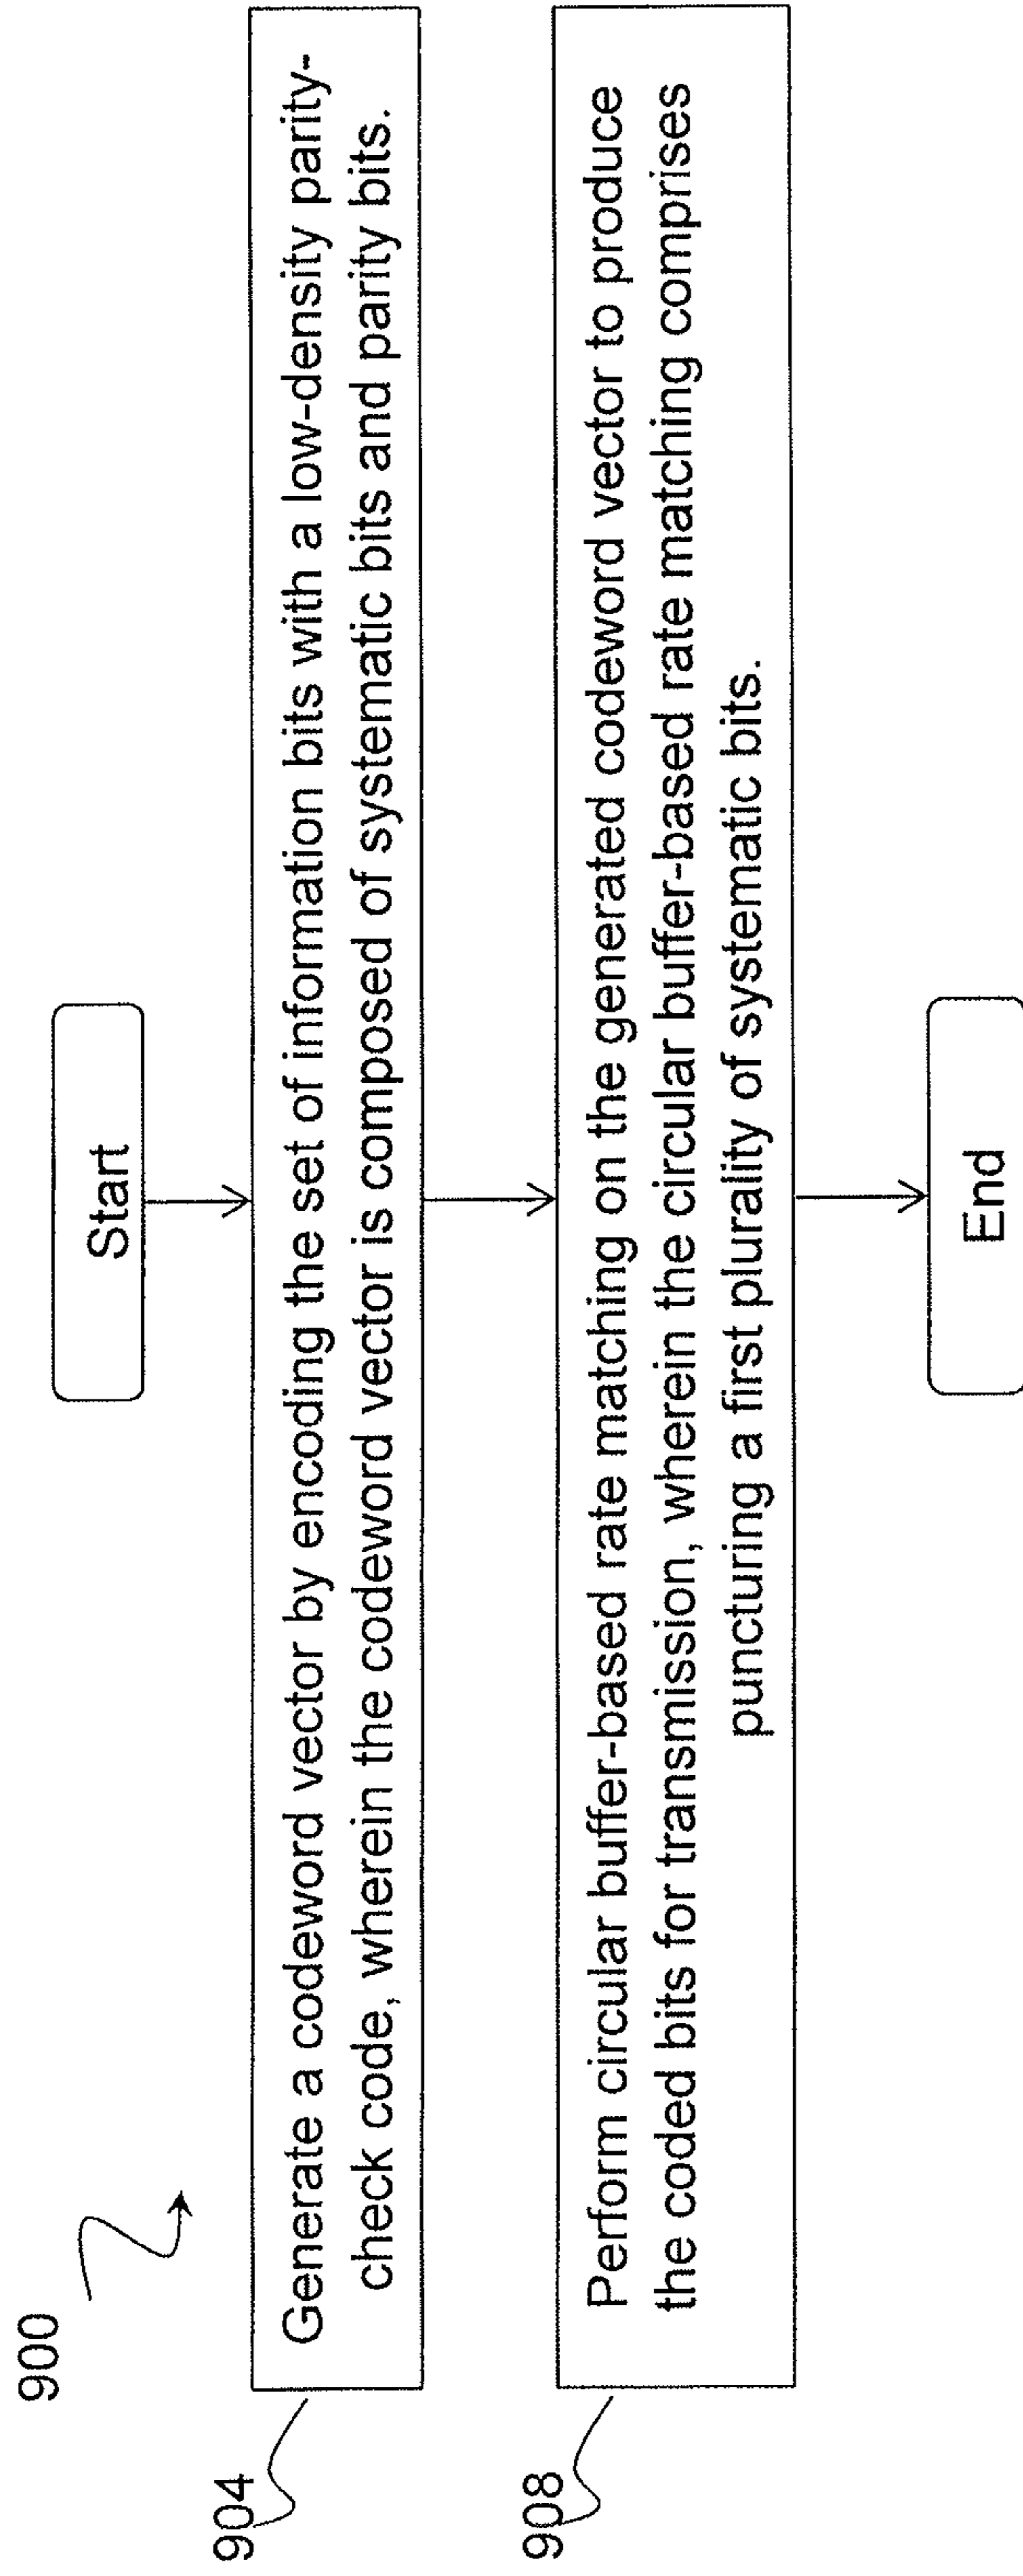 900
Start
904
Generate a codeword vector by encoding the set of information bits with a low-density parity-
check code, wherein the codeword vector is composed of systematic bits and parity bits.
908
Perform circular buffer-based rate matching on the generated codeword vector to produce
the coded bits for transmission, wherein the circular buffer-based rate matching comprises
puncturing a first plurality of systematic bits.
End